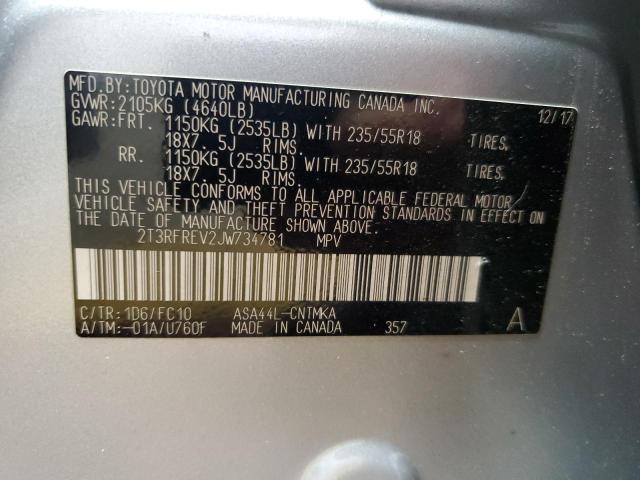 MFD.BY:TOYOTA MOTOR MANUFACTURING CANADA INC.
GVWR:2105KG (4640LB) 12/17
GAWR:FRT. 1150KG (2535LB) WITH 235/55R18 TIRES,
18X7. 5J RIMS.
RR. 1150KG (2535LB) WITH 235/55R18 TIRES,
18X7. 5J RIMS.
THIS VEHICLE CONFORMS TO ALL APPLICABLE FEDERAL MOTOR
VEHICLE SAFETY AND THEFT PREVENTION STANDARDS IN EFFECT ON
THE DATE OF MANUFACTURE SHOWN ABOVE.
2T3RFREV2JW734781 MPV
C/TR:1D6/FC10 ASA44L-CNTMKA
A/TM:-01A/U760F MADE IN CANADA 357 A